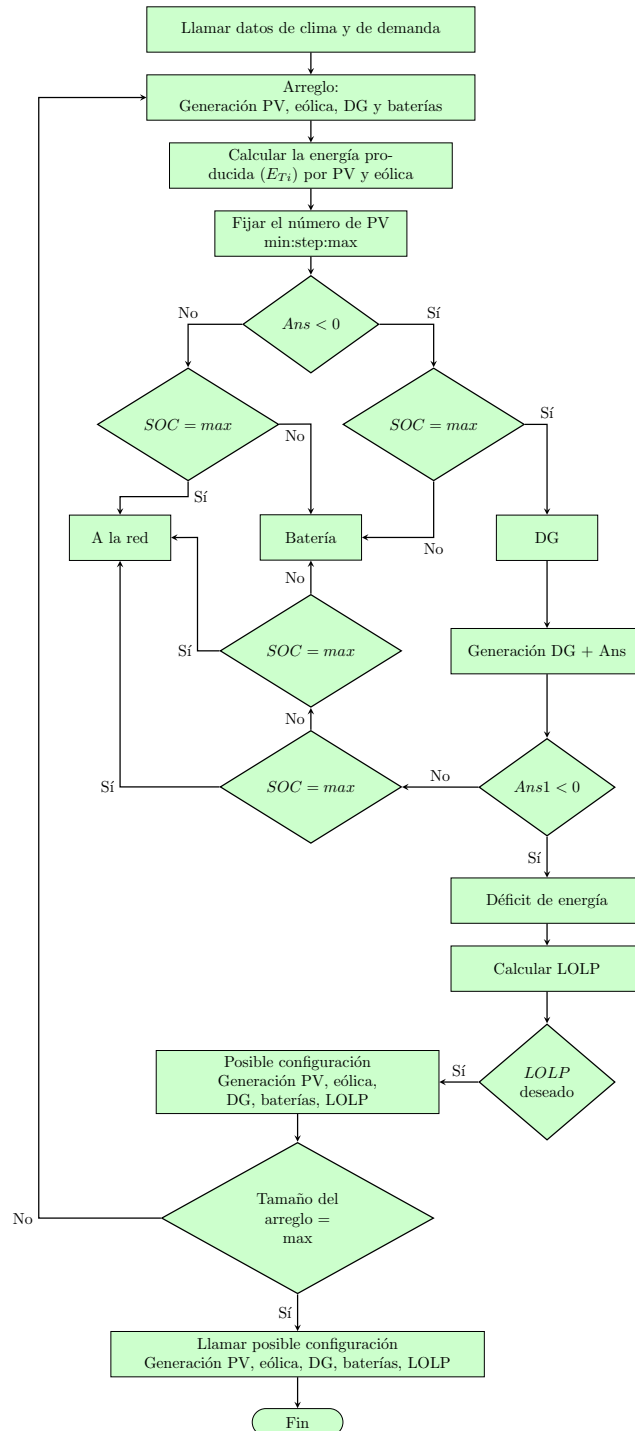 Llamar datos de clima y de demanda
Arreglo:
Generación PV, eólica, DG y baterías
Calcular la energía pro-
ducida (E_{Ti}) por PV y eólica
Fijar el número de PV
min:step:max
Ans < 0
No
Sí
SOC = max
SOC = max
No
Sí
Sí
No
A la red
Batería
DG
No
SOC = max
Sí
Generación DG + Ans
No
SOC = max
Sí
No
Ans1 < 0
Sí
Déficit de energía
Calcular LOLP
LOLP
deseado
Sí
Posible configuración
Generación PV, eólica,
DG, baterías, LOLP
Tamaño del
arreglo =
max
No
Sí
Llamar posible configuración
Generación PV, eólica, DG, baterías, LOLP
Fin